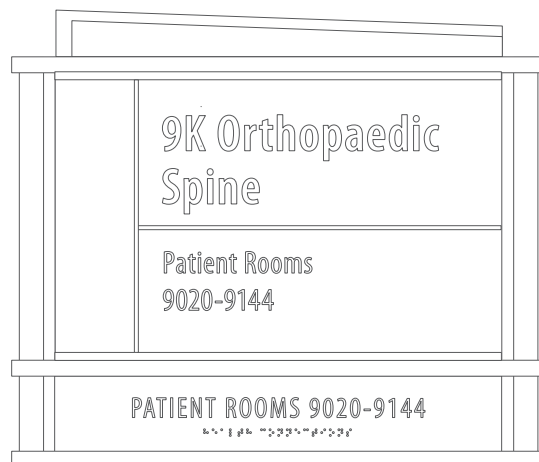 9K Orthopaedic
Spine
Patient Rooms
9020-9144
PATIENT ROOMS 9020-9144